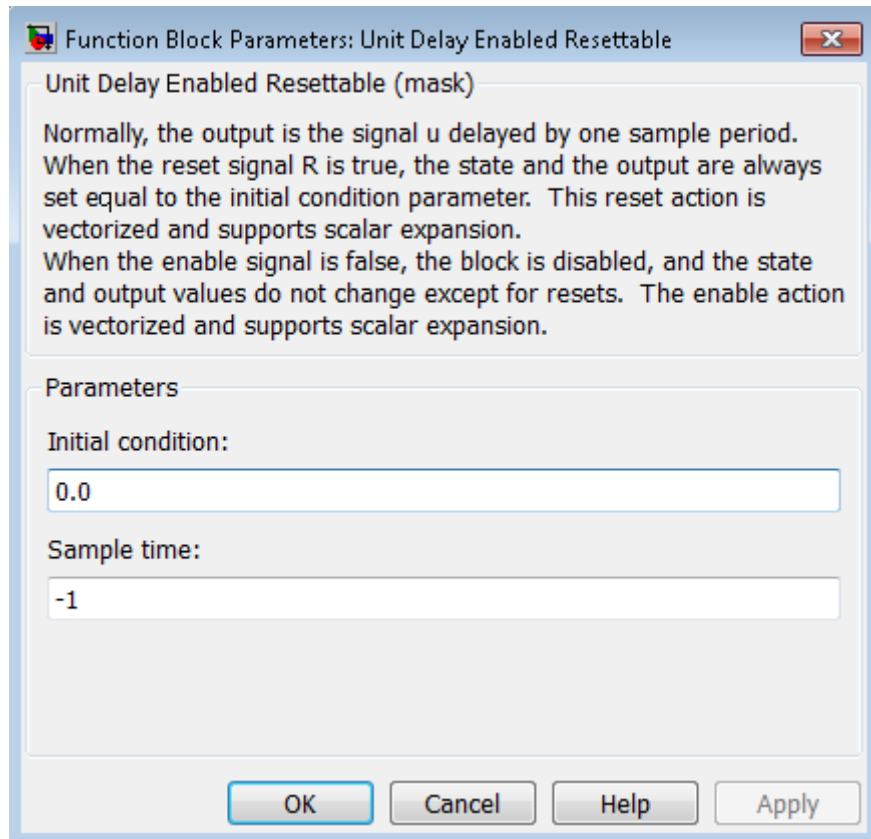 Function Block Parameters: Unit Delay Enabled Resettable
Unit Delay Enabled Resettable (mask)
Normally, the output is the signal u delayed by one sample period.
When the reset signal R is true, the state and the output are always
set equal to the initial condition parameter.  This reset action is
vectorized and supports scalar expansion.
When the enable signal is false, the block is disabled, and the state
and output values do not change except for resets.  The enable action
is vectorized and supports scalar expansion.
Parameters
Initial condition:
0.0
Sample time:
-1
OK Cancel Help Apply